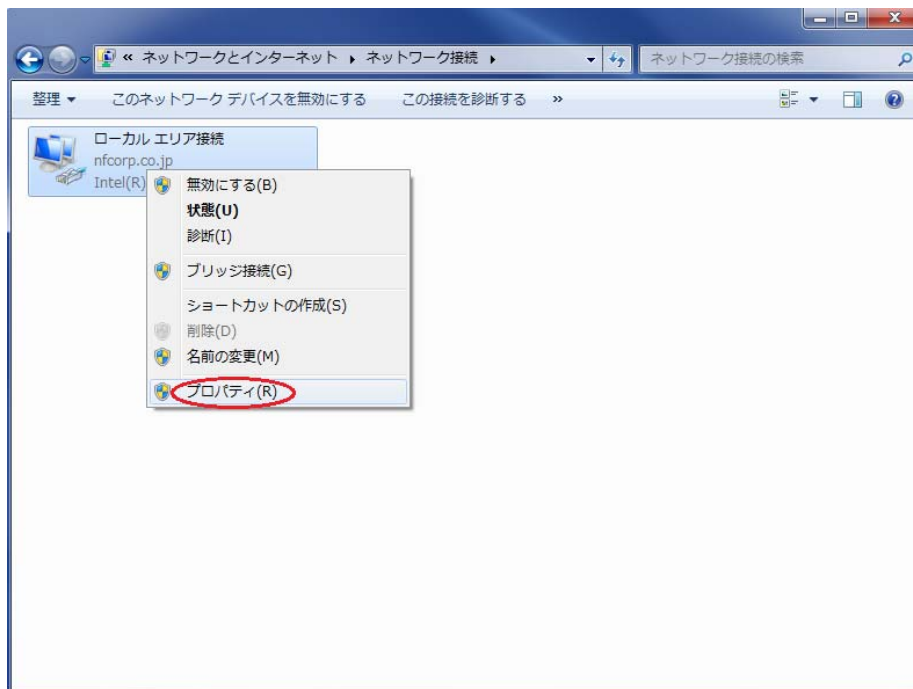 « ネットワークとインターネット ▸ ネットワーク接続 ▸
ネットワーク接続の検索
整理 ▼ このネットワーク デバイスを無効にする この接続を診断する »
ローカル エリア接続
nfcorp.co.jp
Intel(R)
無効にする(B)
状態(U)
診断(I)
ブリッジ接続(G)
ショートカットの作成(S)
削除(D)
名前の変更(M)
プロパティ(R)